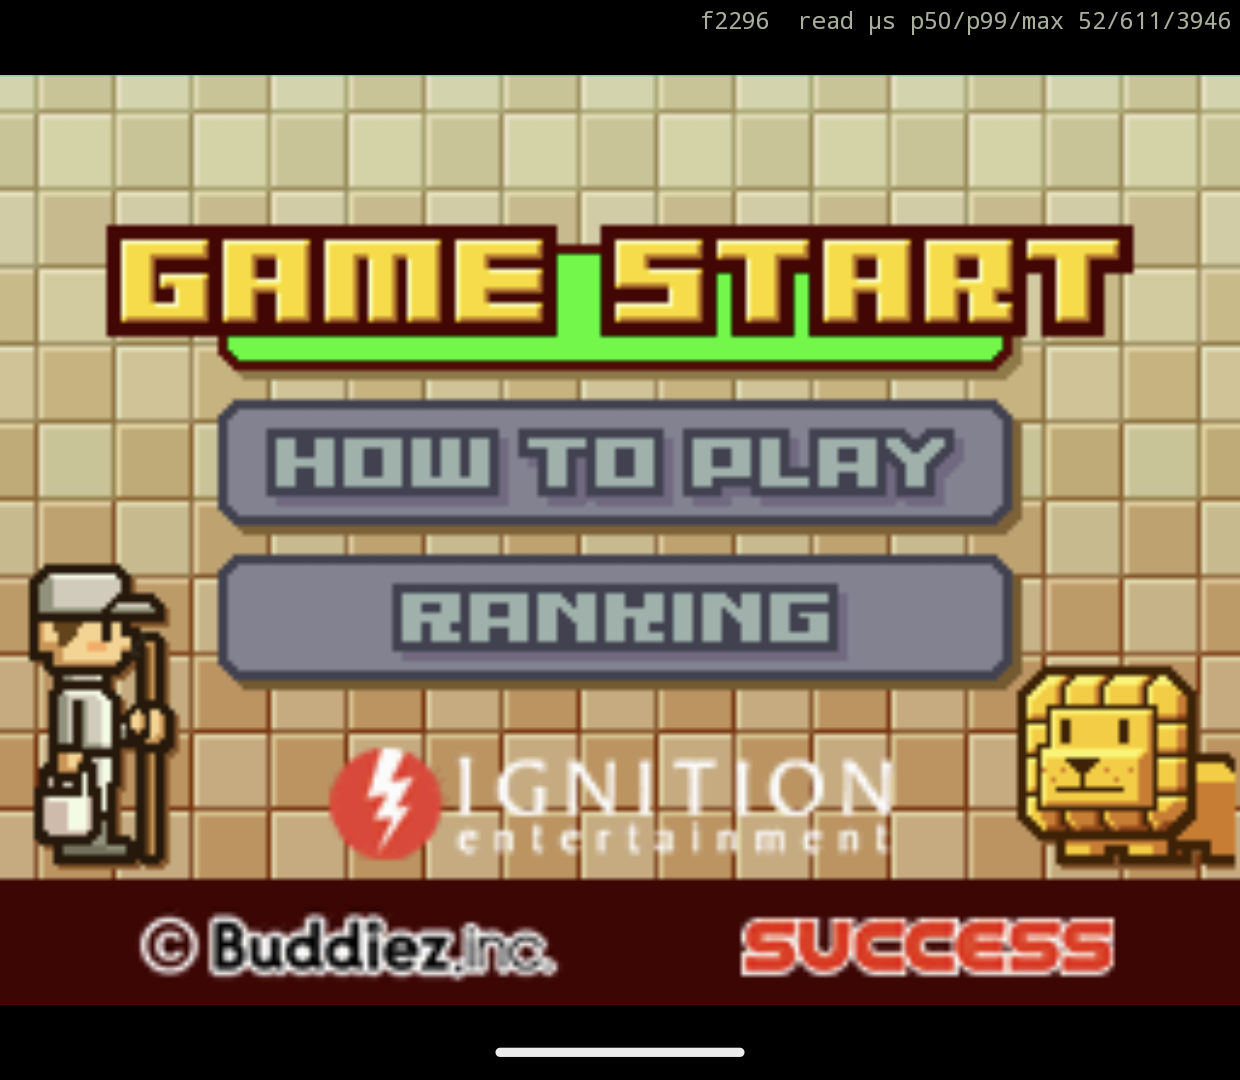 f2296 read µs p50/p99/max 52/611/3946
GAME START
HOW TO PLAY
RANKING
IGNITION
entertainment
© Buddiez,inc. SUCCESS